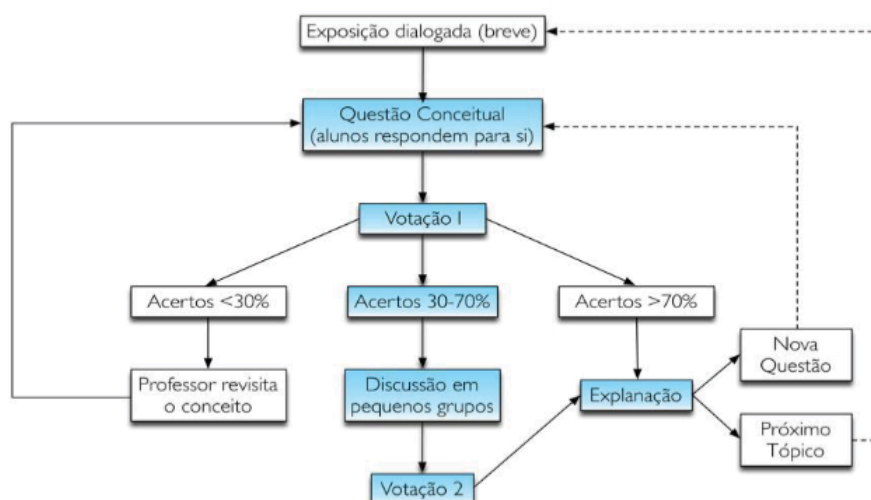 Exposição dialogada (breve)
Questão Conceitual
(alunos respondem para si)
Votação I
Acertos <30%
Acertos 30-70%
Acertos >70%
Professor revisita
o conceito
Discussão em
pequenos grupos
Explanação
Nova
Questão
Próximo
Tópico
Votação 2